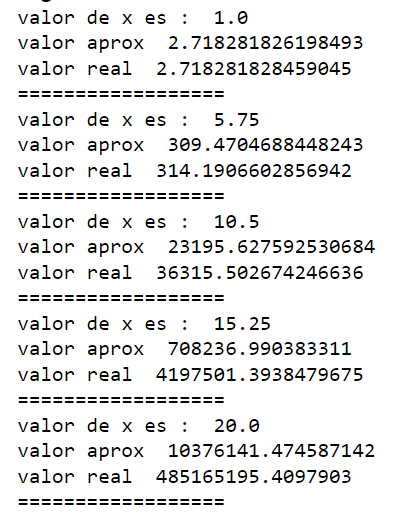 valor de x es :  1.0
valor aprox  2.718281826198493
valor real  2.718281828459045
==================
valor de x es :  5.75
valor aprox  309.4704688448243
valor real  314.1906602856942
==================
valor de x es :  10.5
valor aprox  23195.627592530684
valor real  36315.502674246636
==================
valor de x es :  15.25
valor aprox  708236.990383311
valor real  4197501.3938479675
==================
valor de x es :  20.0
valor aprox  10376141.474587142
valor real  485165195.4097903
==================